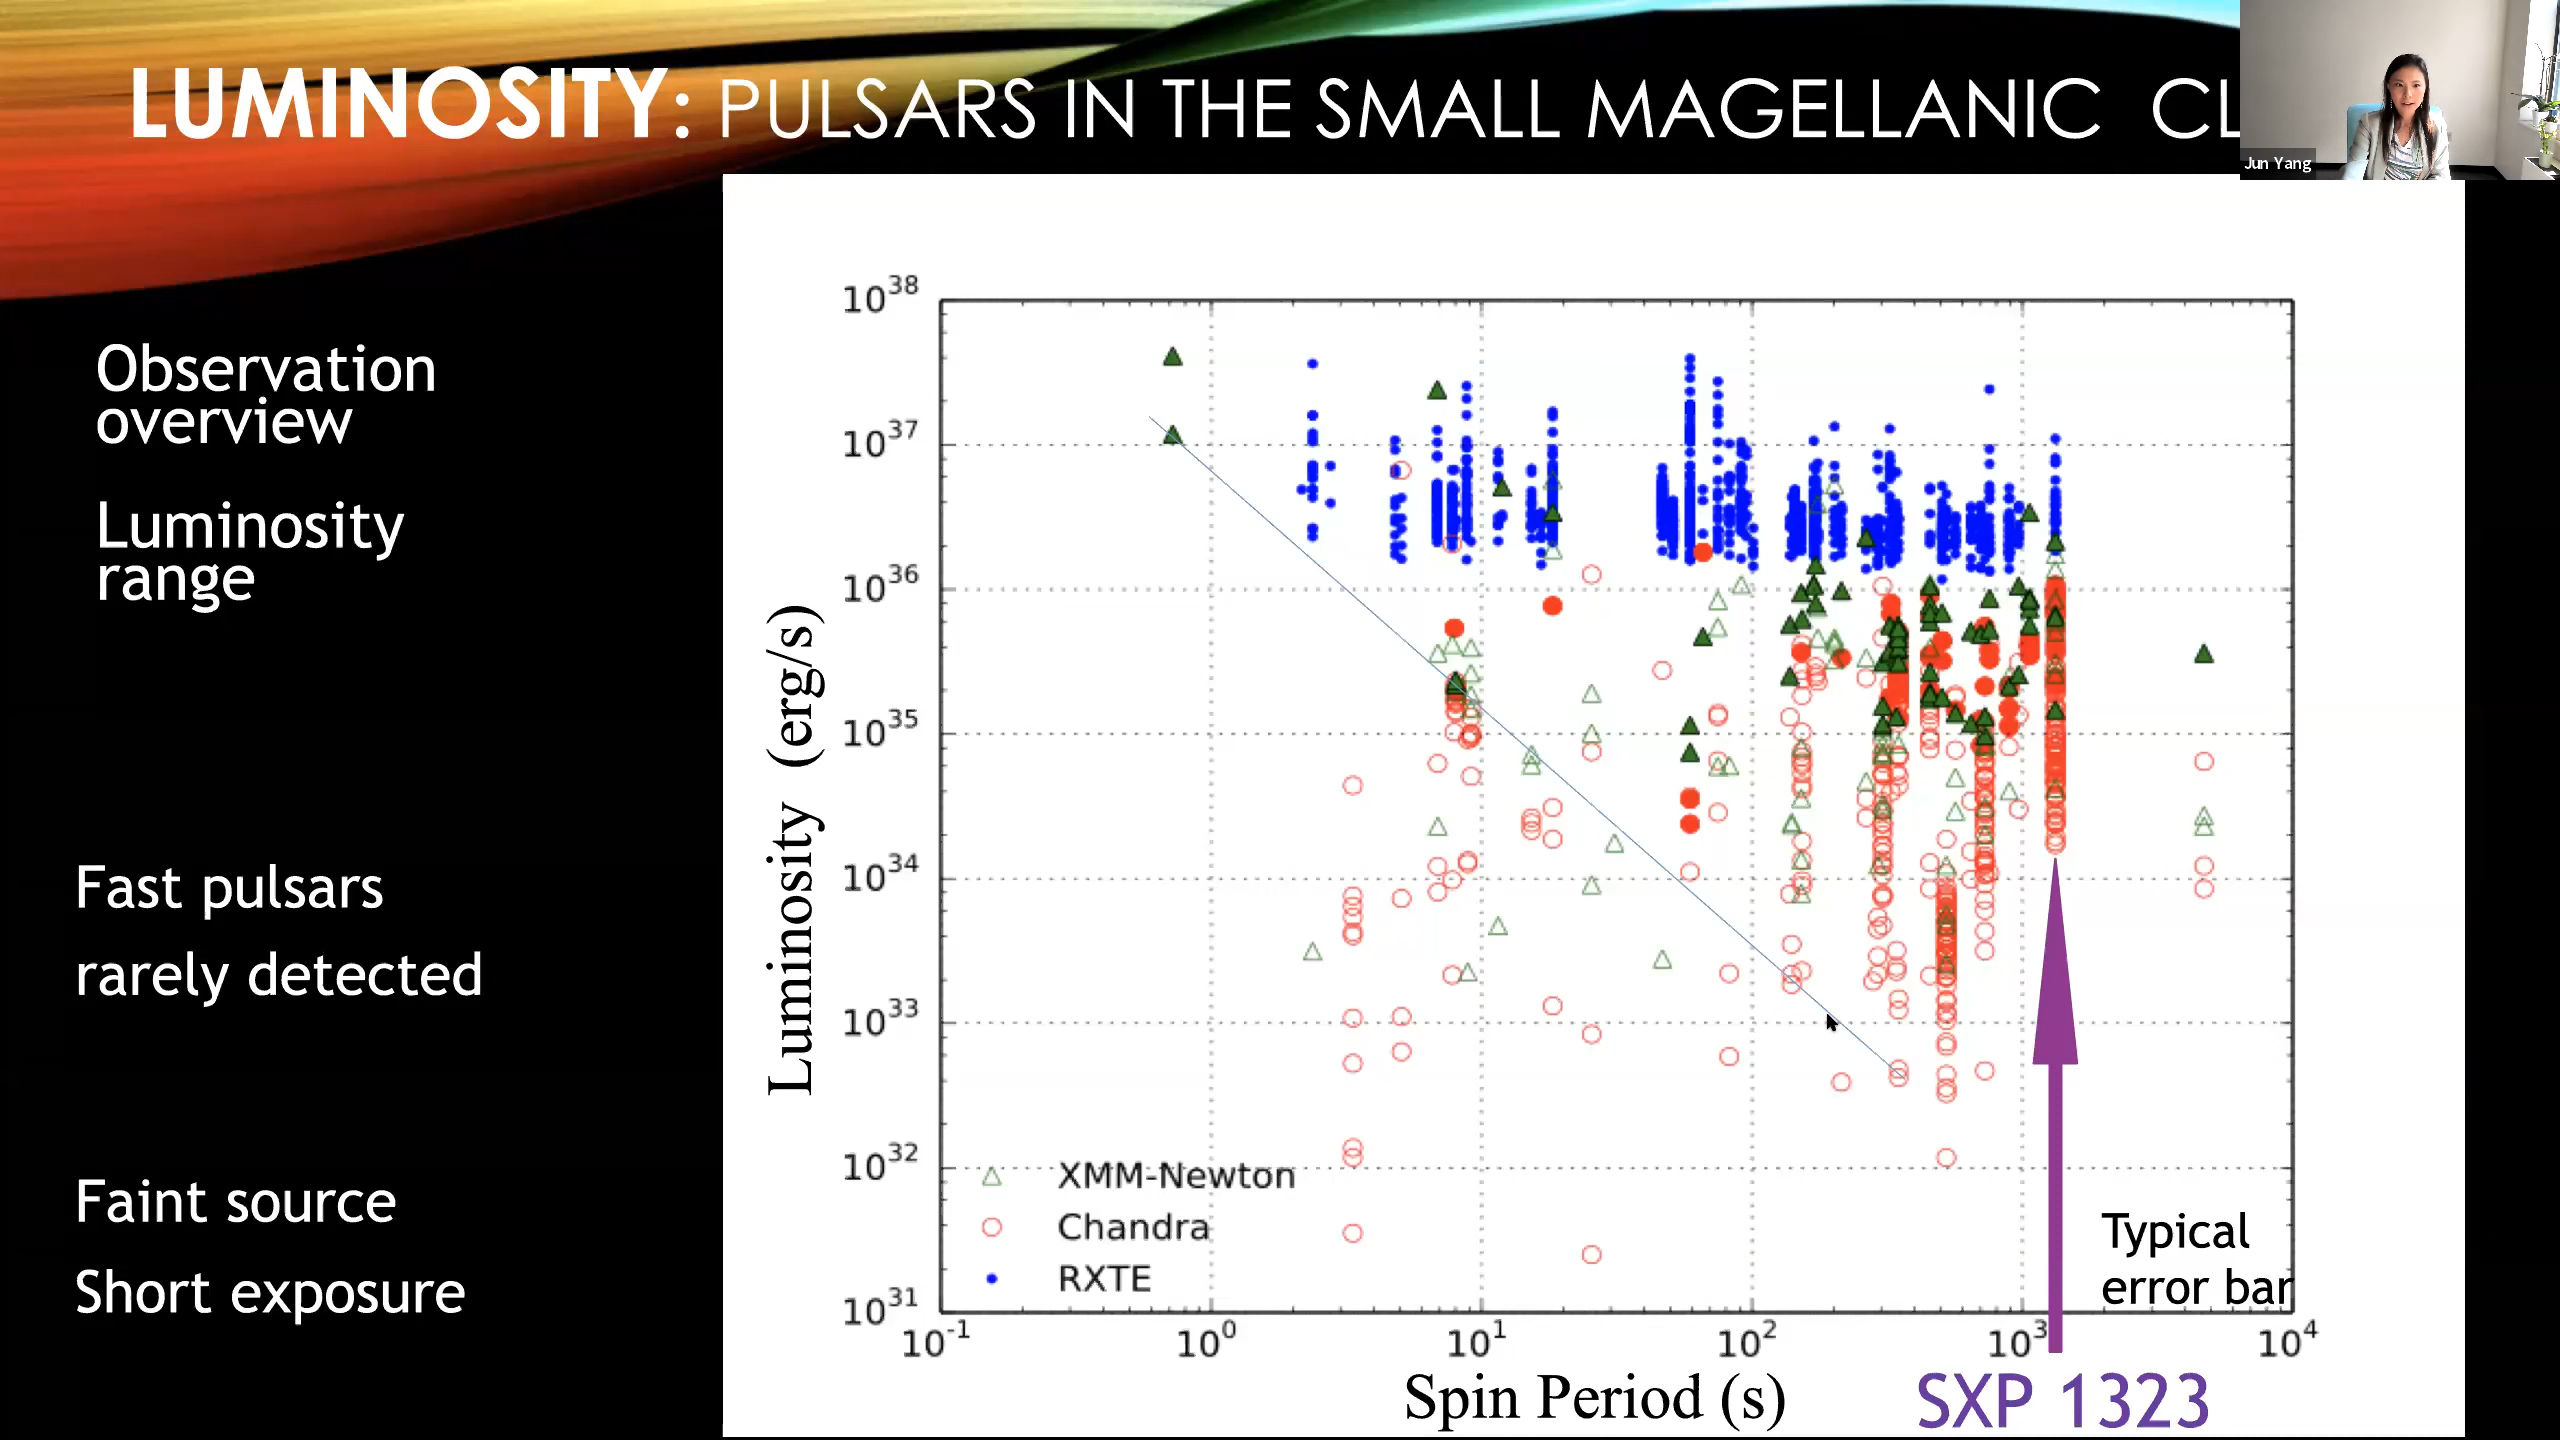 LUMINOSITY: PULSARS IN THE SMALL MAGELLANIC CL
Jun Yang
Observation
overview
Luminosity
range
Fast pulsars
rarely detected
Faint source
Short exposure
Luminosity (erg/s)
10^38
10^37
10^36
10^35
10^34
10^33
10^32
10^31
XMM-Newton
Chandra
RXTE
Typical
error bar
10^-1
10^0
10^1
10^2
10^3
10^4
Spin Period (s)
SXP 1323